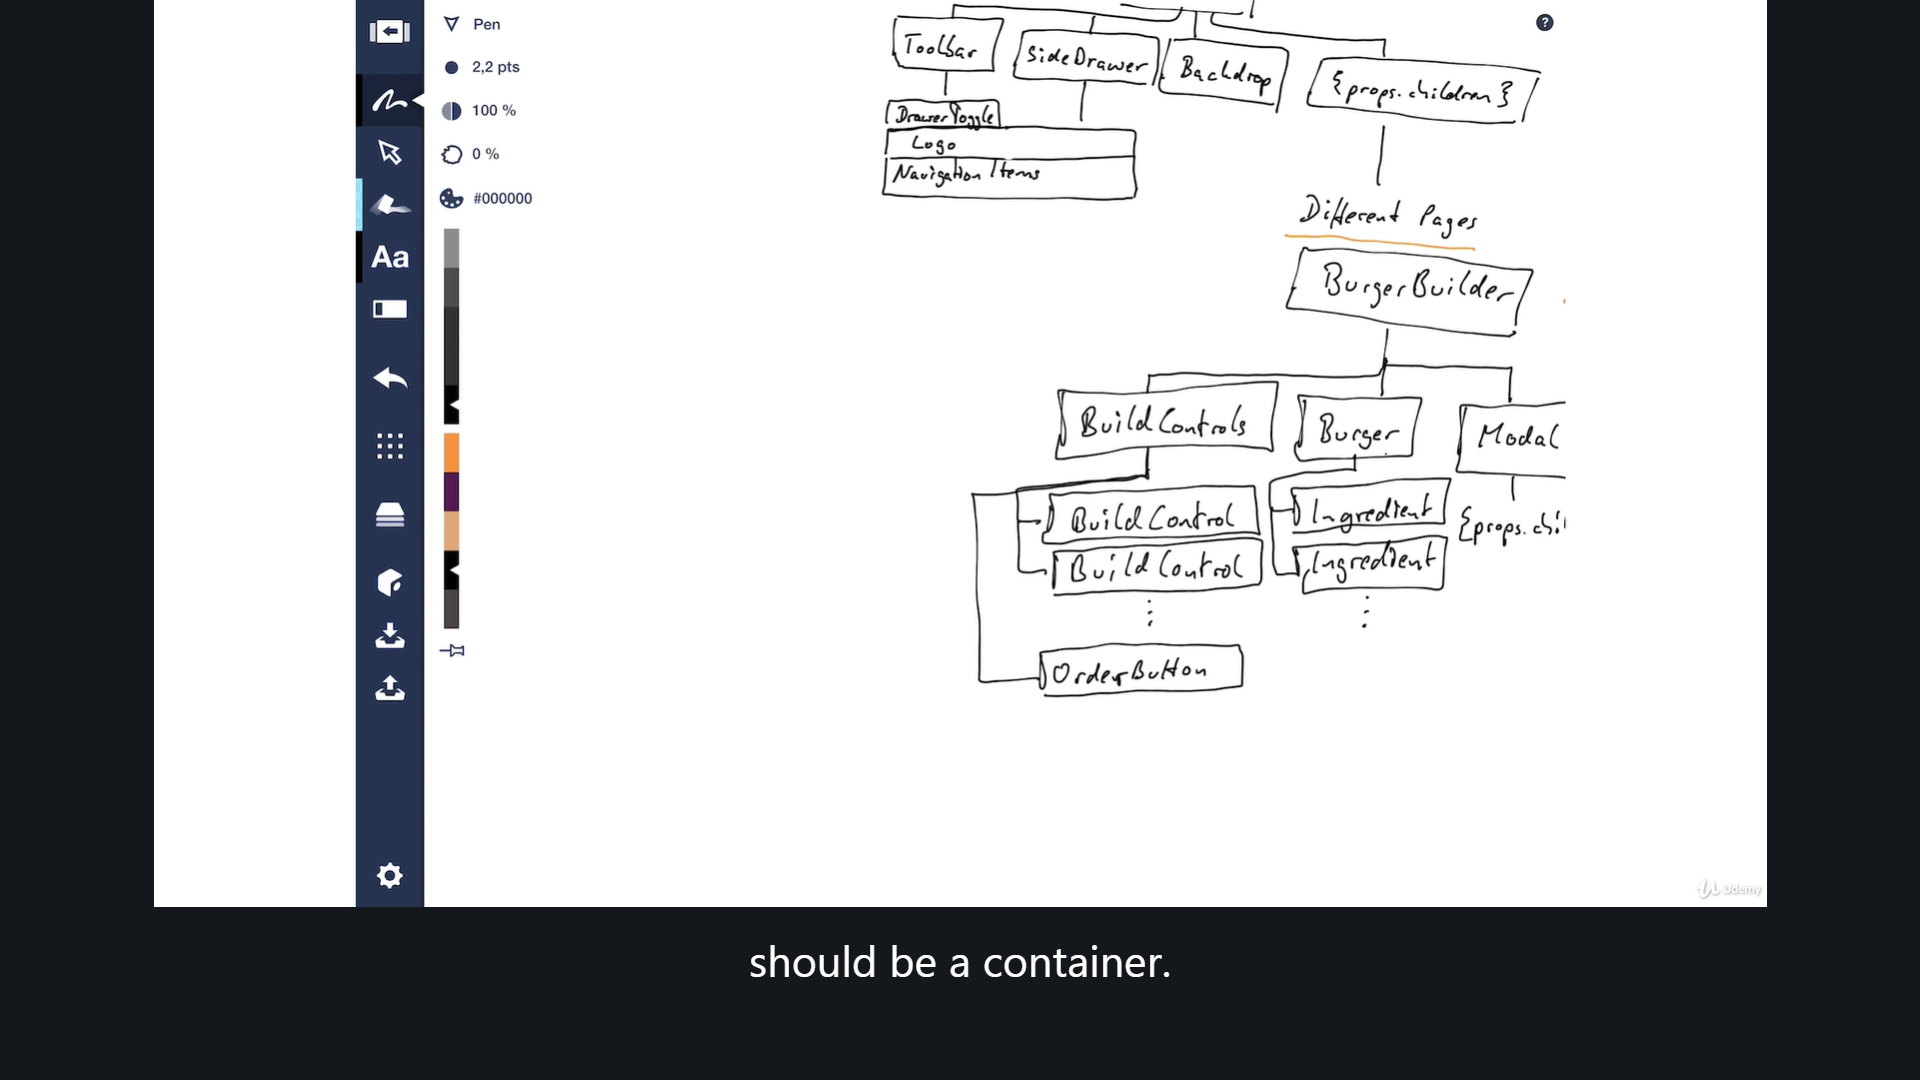 Pen
2,2 pts
100 %
0 %
#000000
Aa
?
Toolbar
SideDrawer
Backdrop
{props.children}
DrawerToggle
Logo
Navigation Items
Different Pages
BurgerBuilder
BuildControls
Burger
Modal
BuildControl
Ingredient
{props.chi
BuildControl
Ingredient
OrderButton
Udemy
should be a container.